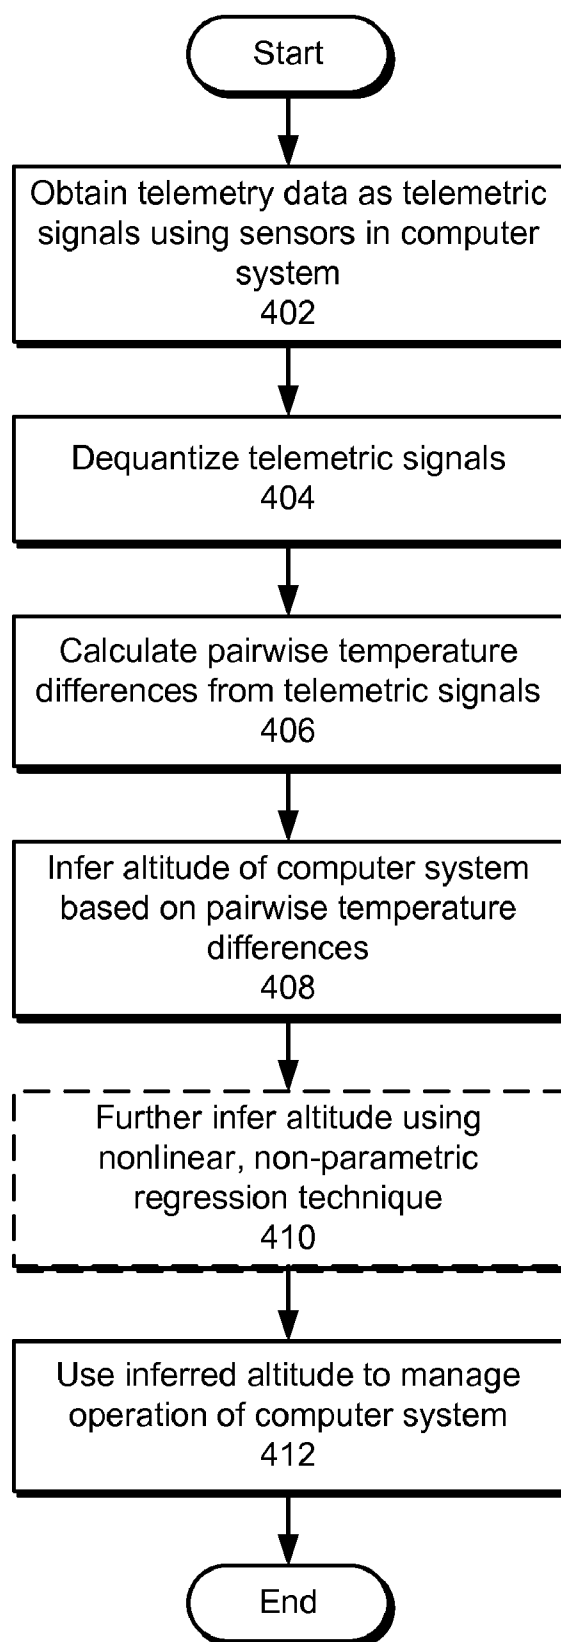 Start
Obtain telemetry data as telemetric
signals using sensors in computer
system
402
Dequantize telemetric signals
404
Calculate pairwise temperature
differences from telemetric signals
406
Infer altitude of computer system
based on pairwise temperature
differences
408
Further infer altitude using
nonlinear, non-parametric
regression technique
410
Use inferred altitude to manage
operation of computer system
412
End